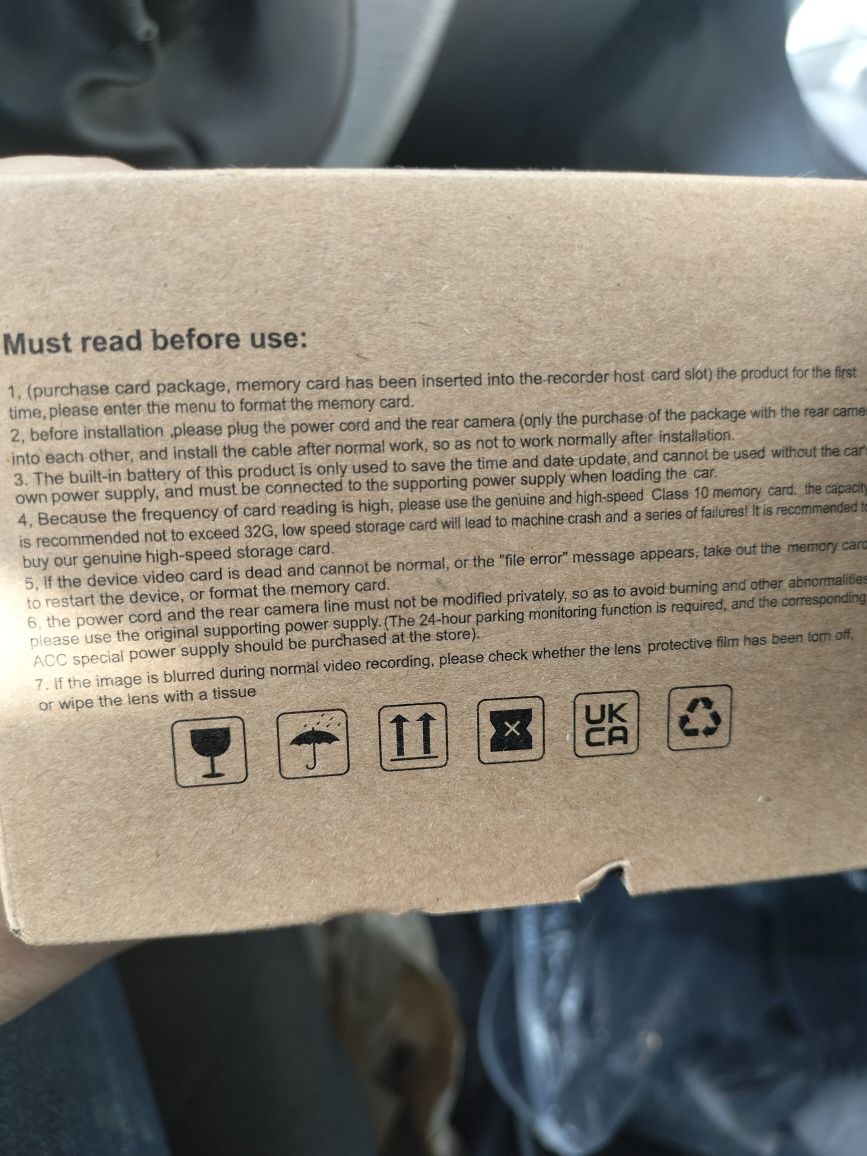 Must read before use:
1, (purchase card package, memory card has been inserted into the recorder host card slot) the product for the first
time, please enter the menu to format the memory card.
2, before installation ,please plug the power cord and the rear camera (only the purchase of the package with the rear
into each other, and install the cable after normal work, so as not to work normally after installation.
3. The built-in battery of this product is only used to save the time and date update, and cannot be used without the
own power supply, and must be connected to the supporting power supply when loading the car.
4, Because the frequency of card reading is high, please use the genuine and high-speed Class 10 memory card. the capacity
is recommended not to exceed 32G, low speed storage card will lead to machine crash and a series of failures! It is recommended
buy our genuine high-speed storage card.
5, if the device video card is dead and cannot be normal, or the "file error" message appears, take out the memory card
to restart the device, or format the memory card.
6, the power cord and the rear camera line must not be modified privately, so as to avoid burning and other abnormalities
please use the original supporting power supply. (The 24-hour parking monitoring function is required, and the corresponding
ACC special power supply should be purchased at the store).
7. If the image is blurred during normal video recording, please check whether the lens protective film has been torn off,
or wipe the lens with a tissue
UK
CA